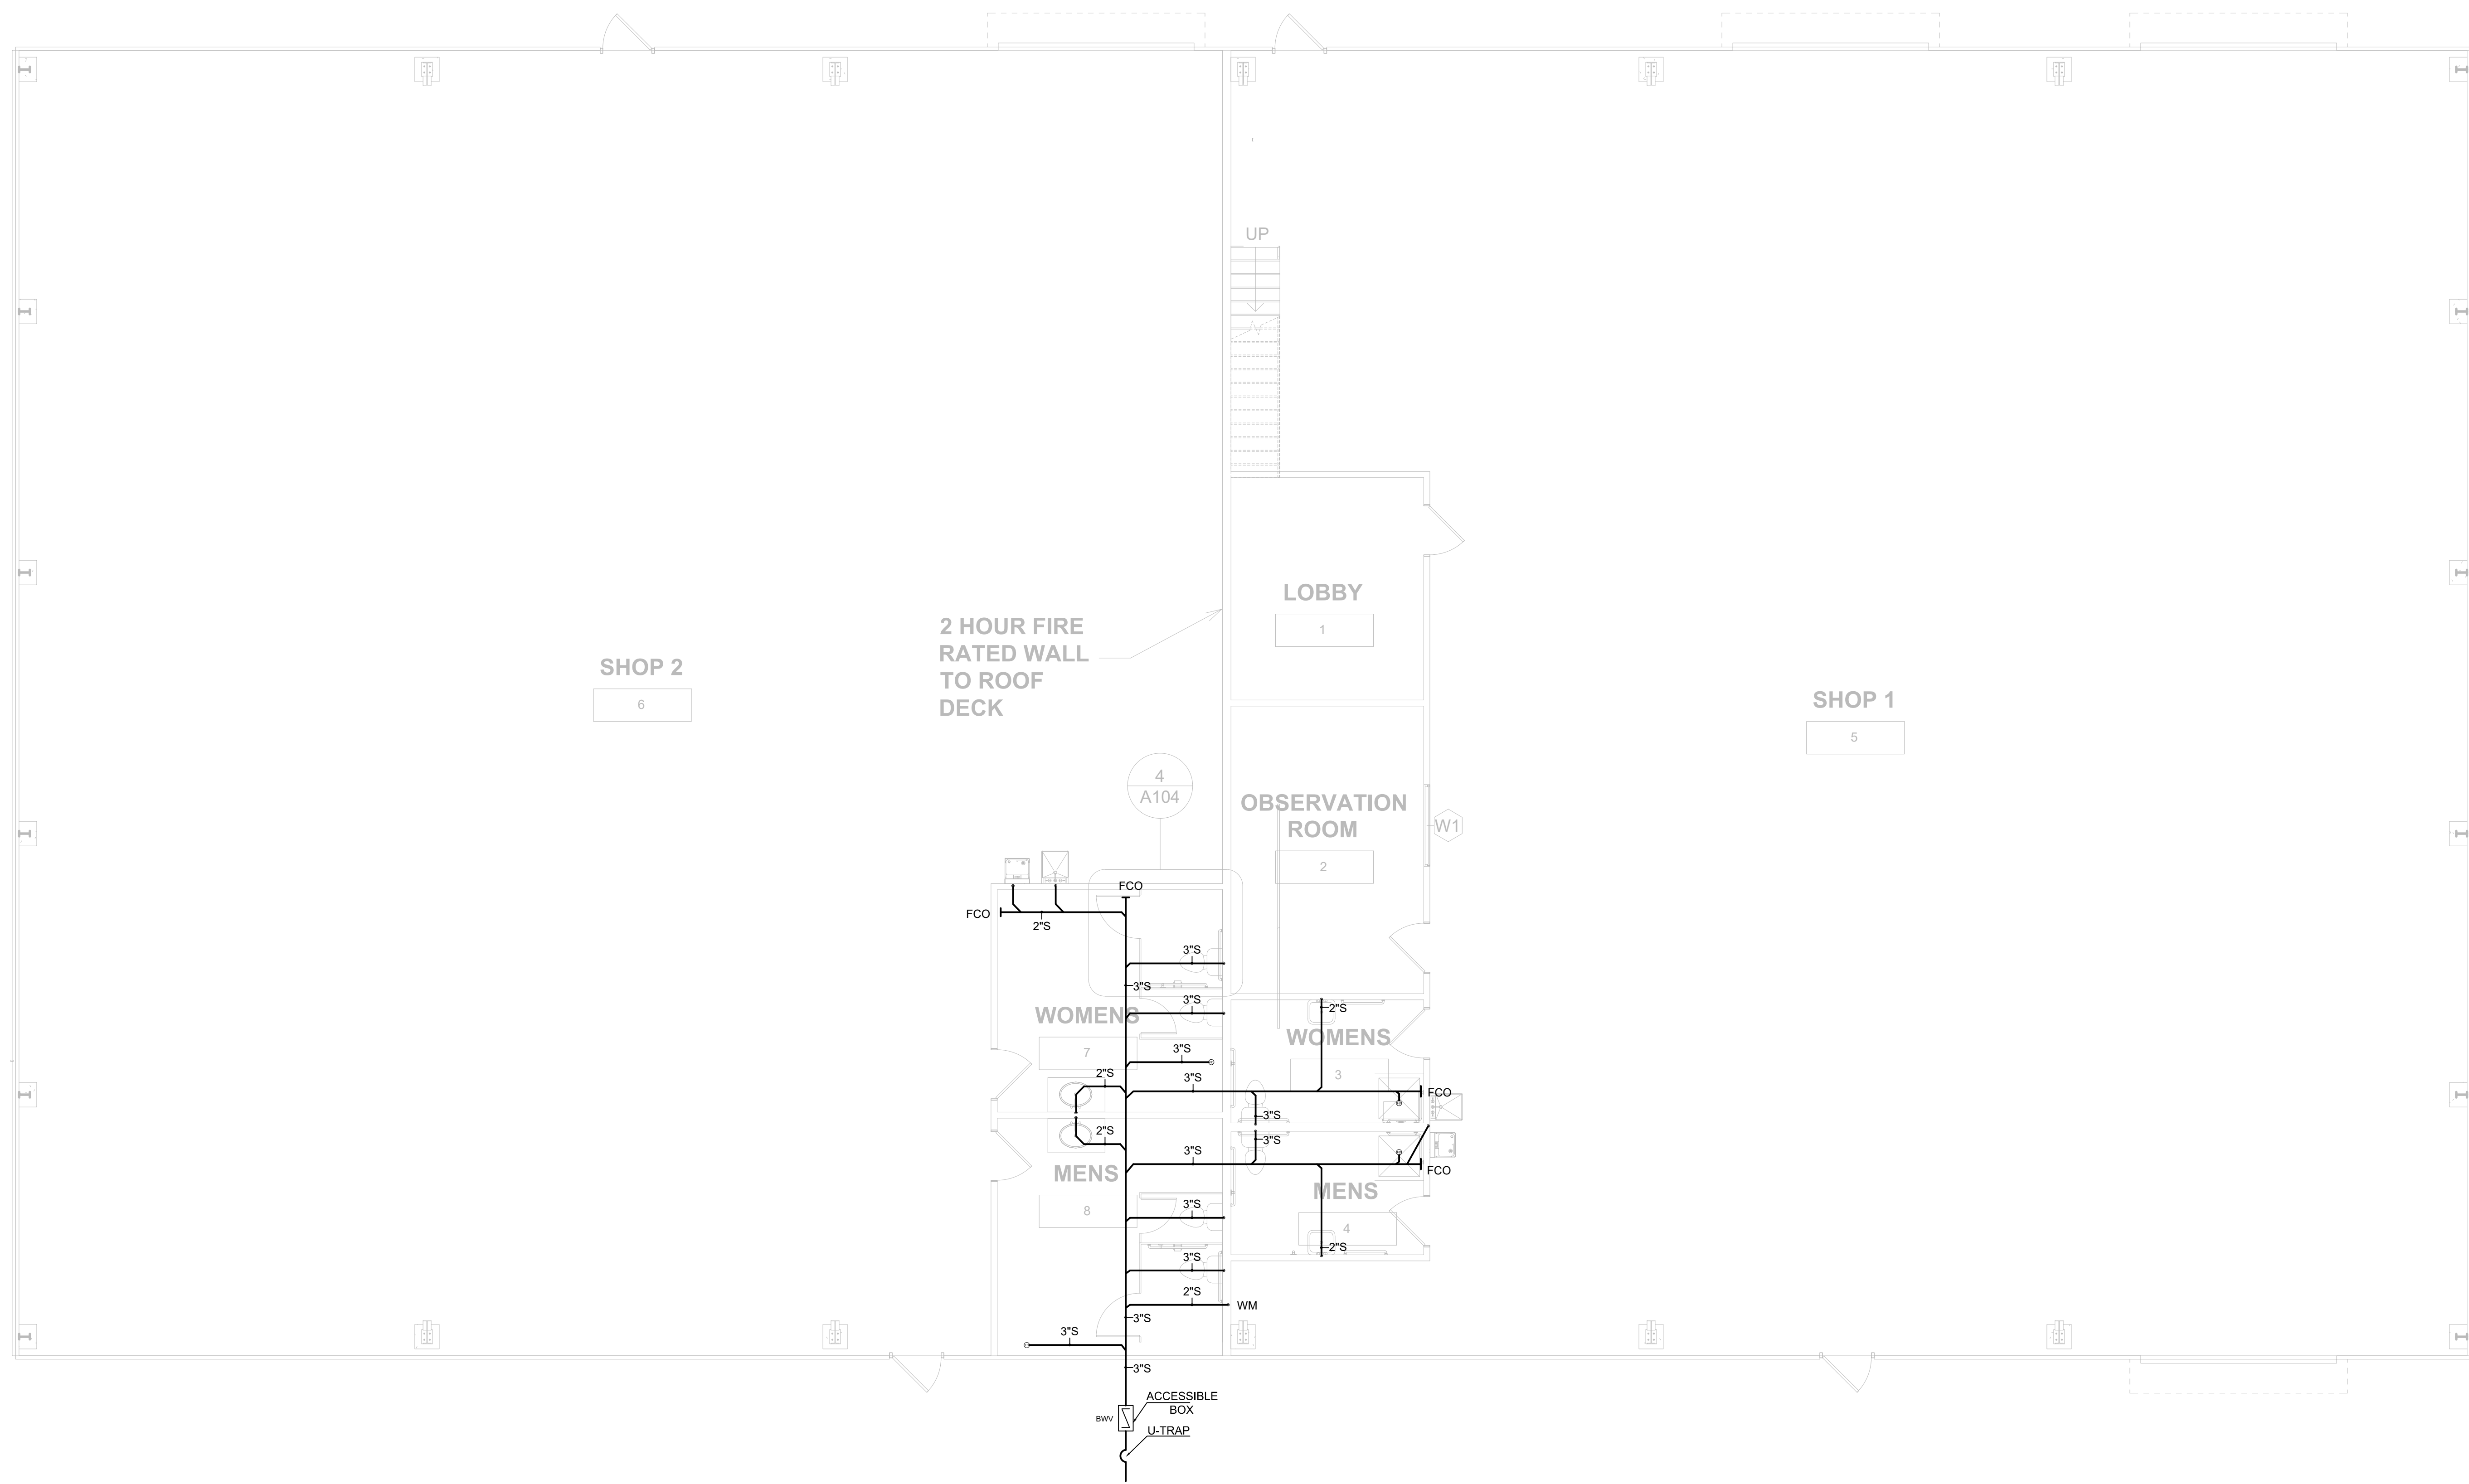 UP
LOBBY
1
2 HOUR FIRE
RATED WALL
TO ROOF
DECK
SHOP 2
6
SHOP 1
5
4
A104
OBSERVATION
ROOM
2
W1
FCO
FCO
2"S
3"S
3"S
3"S
2"S
WOMENS
7
WOMENS
3
3"S
2"S
3"S
FCO
3"S
2"S
3"S
3"S
FCO
MENS
8
MENS
4
3"S
2"S
3"S
2"S
WM
3"S
3"S
3"S
ACCESSIBLE
BOX
BWV
U-TRAP